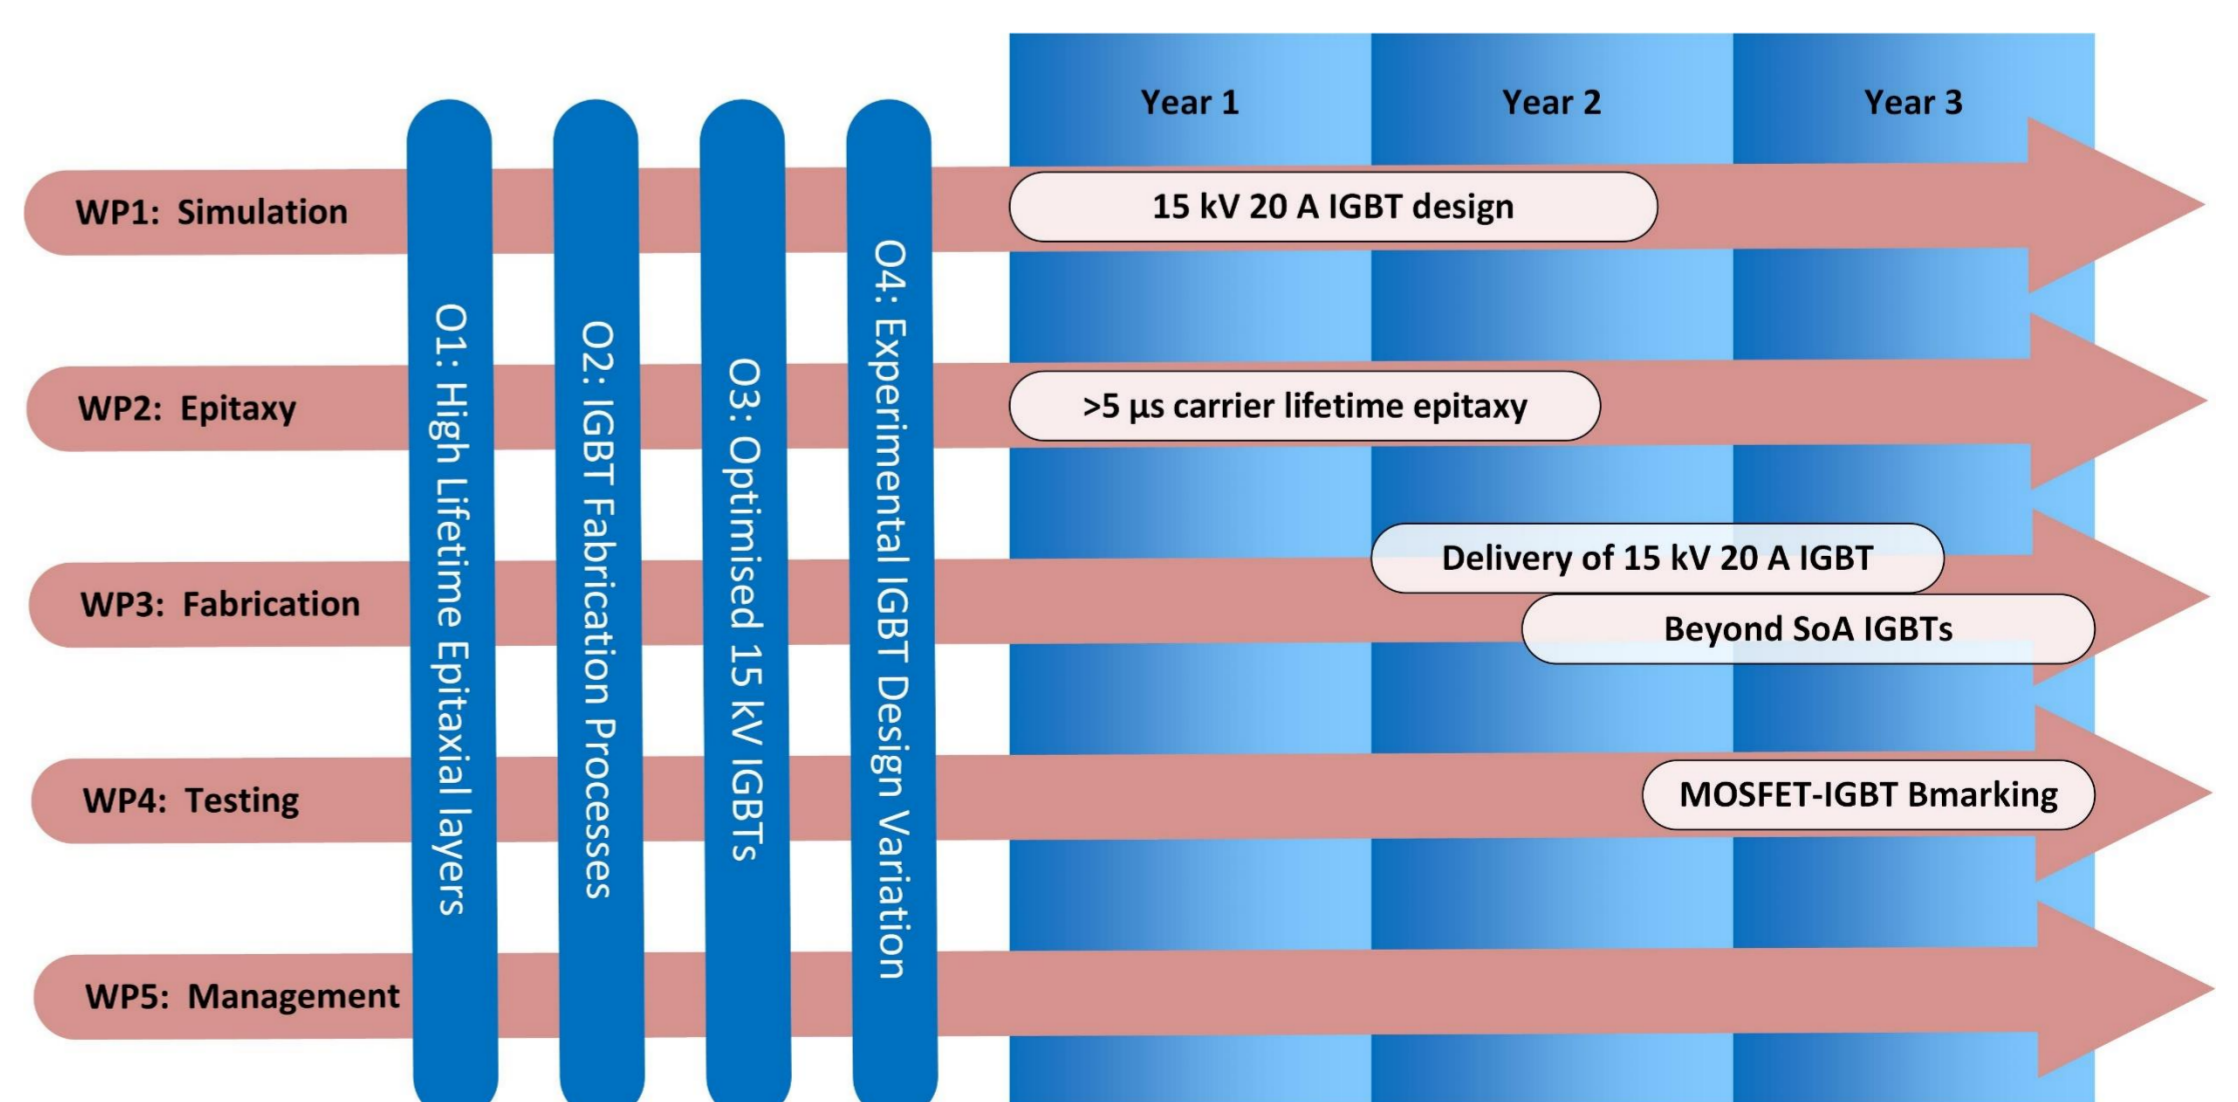 Year 1
Year 2
Year 3
WP1: Simulation
15 kV 20 A IGBT design
WP2: Epitaxy
>5 μs carrier lifetime epitaxy
WP3: Fabrication
Delivery of 15 kV 20 A IGBT
Beyond SoA IGBTs
WP4: Testing
MOSFET-IGBT Bmarking
WP5: Management
O1: High Lifetime Epitaxial layers
O2: IGBT Fabrication Processes
O3: Optimised 15 kV IGBTs
O4: Experimental IGBT Design Variation